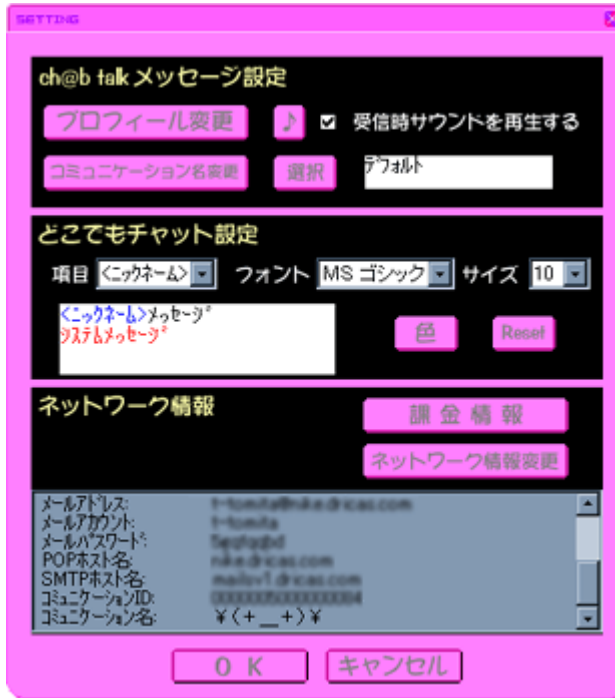 SETTING
ch@b talk メッセージ設定
プロフィール変更 ♪ 受信時サウンドを再生する
コミュニケーション名変更 選択 ﾃﾞﾌｫﾙﾄ
どこでもチャット設定
項目 <ﾆｯｸﾈｰﾑ> フォント MS ゴシック サイズ 10
<ﾆｯｸﾈｰﾑ>ﾒｯｾｰｼﾞ
ｼｽﾃﾑﾒｯｾｰｼﾞ
色 Reset
ネットワーク情報
課金情報
ネットワーク情報変更
ﾒｰﾙｱﾄﾞﾚｽ:
ﾒｰﾙｱｶｳﾝﾄ:
ﾒｰﾙﾊﾟｽﾜｰﾄﾞ:
POPﾎｽﾄ名:
SMTPﾎｽﾄ名:
ｺﾐｭﾆｹｰｼｮﾝID:
ｺﾐｭﾆｹｰｼｮﾝ名: ¥(+__+)¥
OK キャンセル